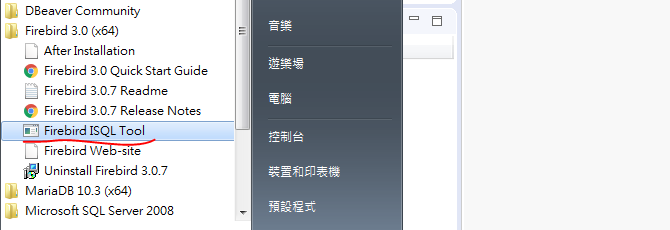 DBeaver Community
Firebird 3.0 (x64)
After Installation
Firebird 3.0 Quick Start Guide
Firebird 3.0.7 Readme
Firebird 3.0.7 Release Notes
Firebird ISQL Tool
Firebird Web-site
Uninstall Firebird 3.0.7
MariaDB 10.3 (x64)
Microsoft SQL Server 2008
音樂
遊樂場
電腦
控制台
裝置和印表機
預設程式